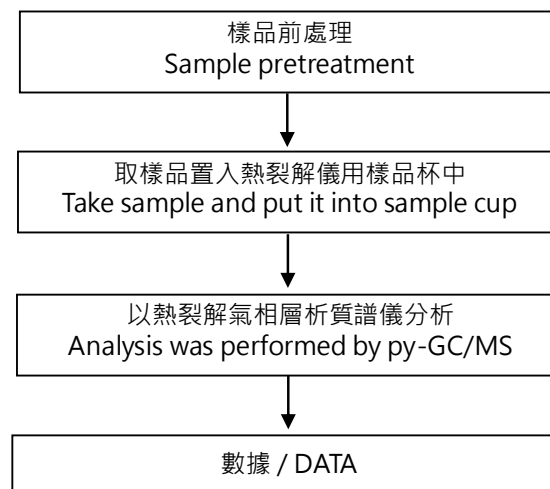 樣品前處理
Sample pretreatment
取樣品置入熱裂解儀用樣品杯中
Take sample and put it into sample cup
以熱裂解氣相層析質譜儀分析
Analysis was performed by py-GC/MS
數據 / DATA